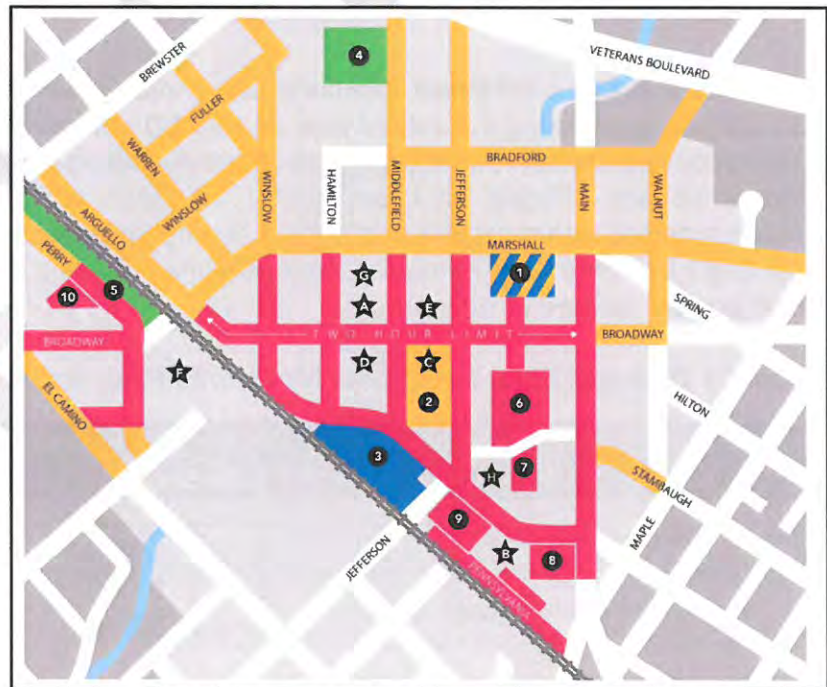 BREWSTER
4
VETERANS BOULEVARD
FULLER
WARREN
WINSLOW
WINSLOW
HAMILTON
MIDDLEFIELD
JEFFERSON
BRADFORD
MAIN
WALNUT
ARGUELLO
PERRY
MARSHALL
G
1
10
5
A
E
SPRING
BROADWAY
TWO HOUR LIMIT
BROADWAY
F
D
C
EL CAMINO
2
6
HILTON
3
7
H
STAMBAUGH
9
MAPLE
JEFFERSON
B
8
PENNSYLVANIA